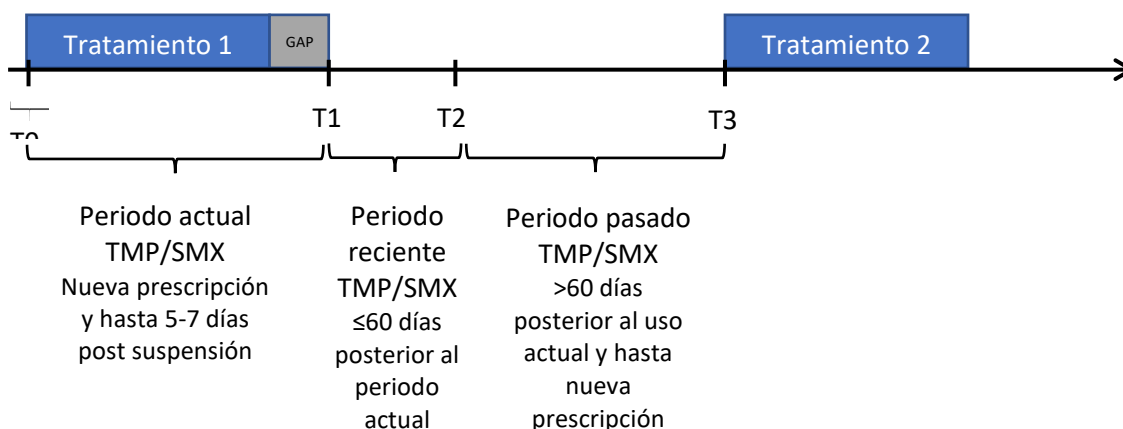 Tratamiento 1
GAP
Tratamiento 2
T1
T2
T3
Periodo actual
TMP/SMX
Nueva prescripción
y hasta 5-7 días
post suspensión
Periodo
reciente
TMP/SMX
≤60 días
posterior al
periodo
actual
Periodo pasado
TMP/SMX
>60 días
posterior al uso
actual y hasta
nueva
prescripción